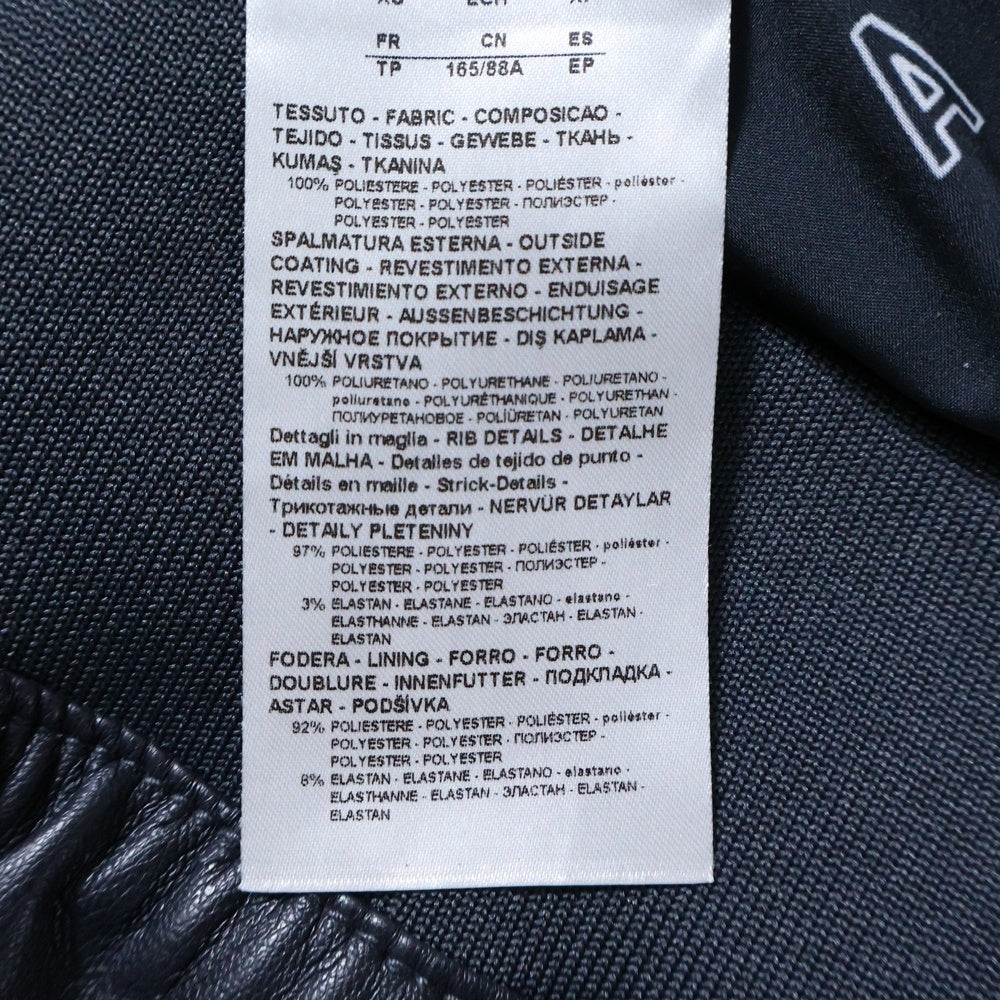 FR CN ES
TP 165/88A EP
TESSUTO - FABRIC - COMPOSICAO -
TEJIDO - TISSUS - GEWEBE - ТКАНЬ -
KUMAŞ - TKANINA
100% POLIESTERE - POLYESTER - POLIÉSTER - poliéster -
POLYESTER - POLYESTER - ПОЛИЭСТЕР -
POLYESTER - POLYESTER
SPALMATURA ESTERNA - OUTSIDE
COATING - REVESTIMENTO EXTERNA -
REVESTIMIENTO EXTERNO - ENDUISAGE
EXTÉRIEUR - AUSSENBESCHICHTUNG -
НАРУЖНОЕ ПОКРЫТИЕ - DIŞ KAPLAMA -
VNĚJŠÍ VRSTVA
100% POLIURETANO - POLYURETHANE - POLIURETANO -
poliuretano - POLYURÉTHANIQUE - POLYURETHAN -
ПОЛИУРЕТАНОВОЕ - POLİÜRETAN - POLYURETAN
Dettagli in maglia - RIB DETAILS - DETALHE
EM MALHA - Detalles de tejido de punto -
Détails en maille - Strick-Details -
Трикотажные детали - NERVÜR DETAYLAR
- DETAILY PLETENINY
97% POLIESTERE - POLYESTER - POLIÉSTER - poliéster -
POLYESTER - POLYESTER - ПОЛИЭСТЕР -
POLYESTER - POLYESTER
3% ELASTAN - ELASTANE - ELASTANO - elastano -
ELASTHANNE - ELASTAN - ЭЛАСТАН - ELASTAN -
ELASTAN
FODERA - LINING - FORRO - FORRO -
DOUBLURE - INNENFUTTER - ПОДКЛАДКА -
ASTAR - PODŠÍVKA
92% POLIESTERE - POLYESTER - POLIÉSTER - poliéster -
POLYESTER - POLYESTER - ПОЛИЭСТЕР -
POLYESTER - POLYESTER
8% ELASTAN - ELASTANE - ELASTANO - elastano -
ELASTHANNE - ELASTAN - ЭЛАСТАН - ELASTAN -
ELASTAN